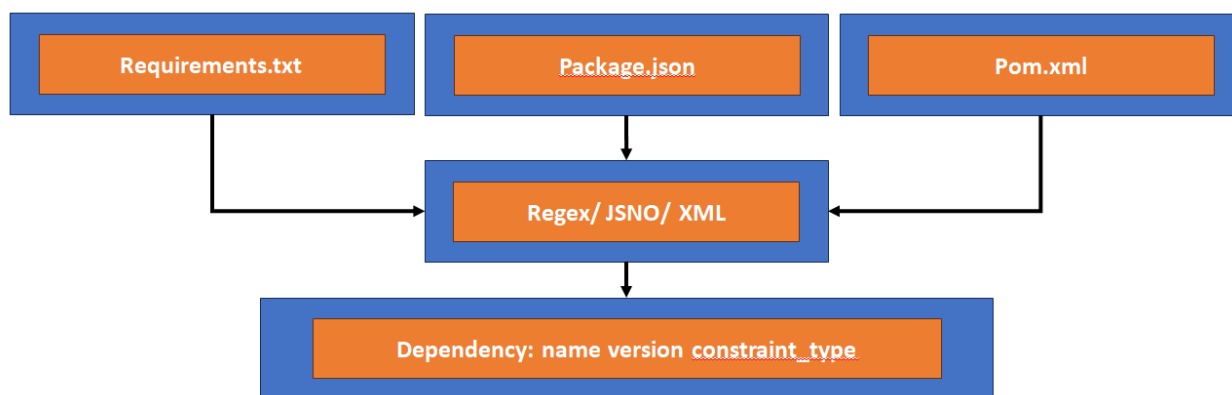 Requirements.txt
Package.json
Pom.xml
Regex/ JSNO/ XML
Dependency: name version constraint_type